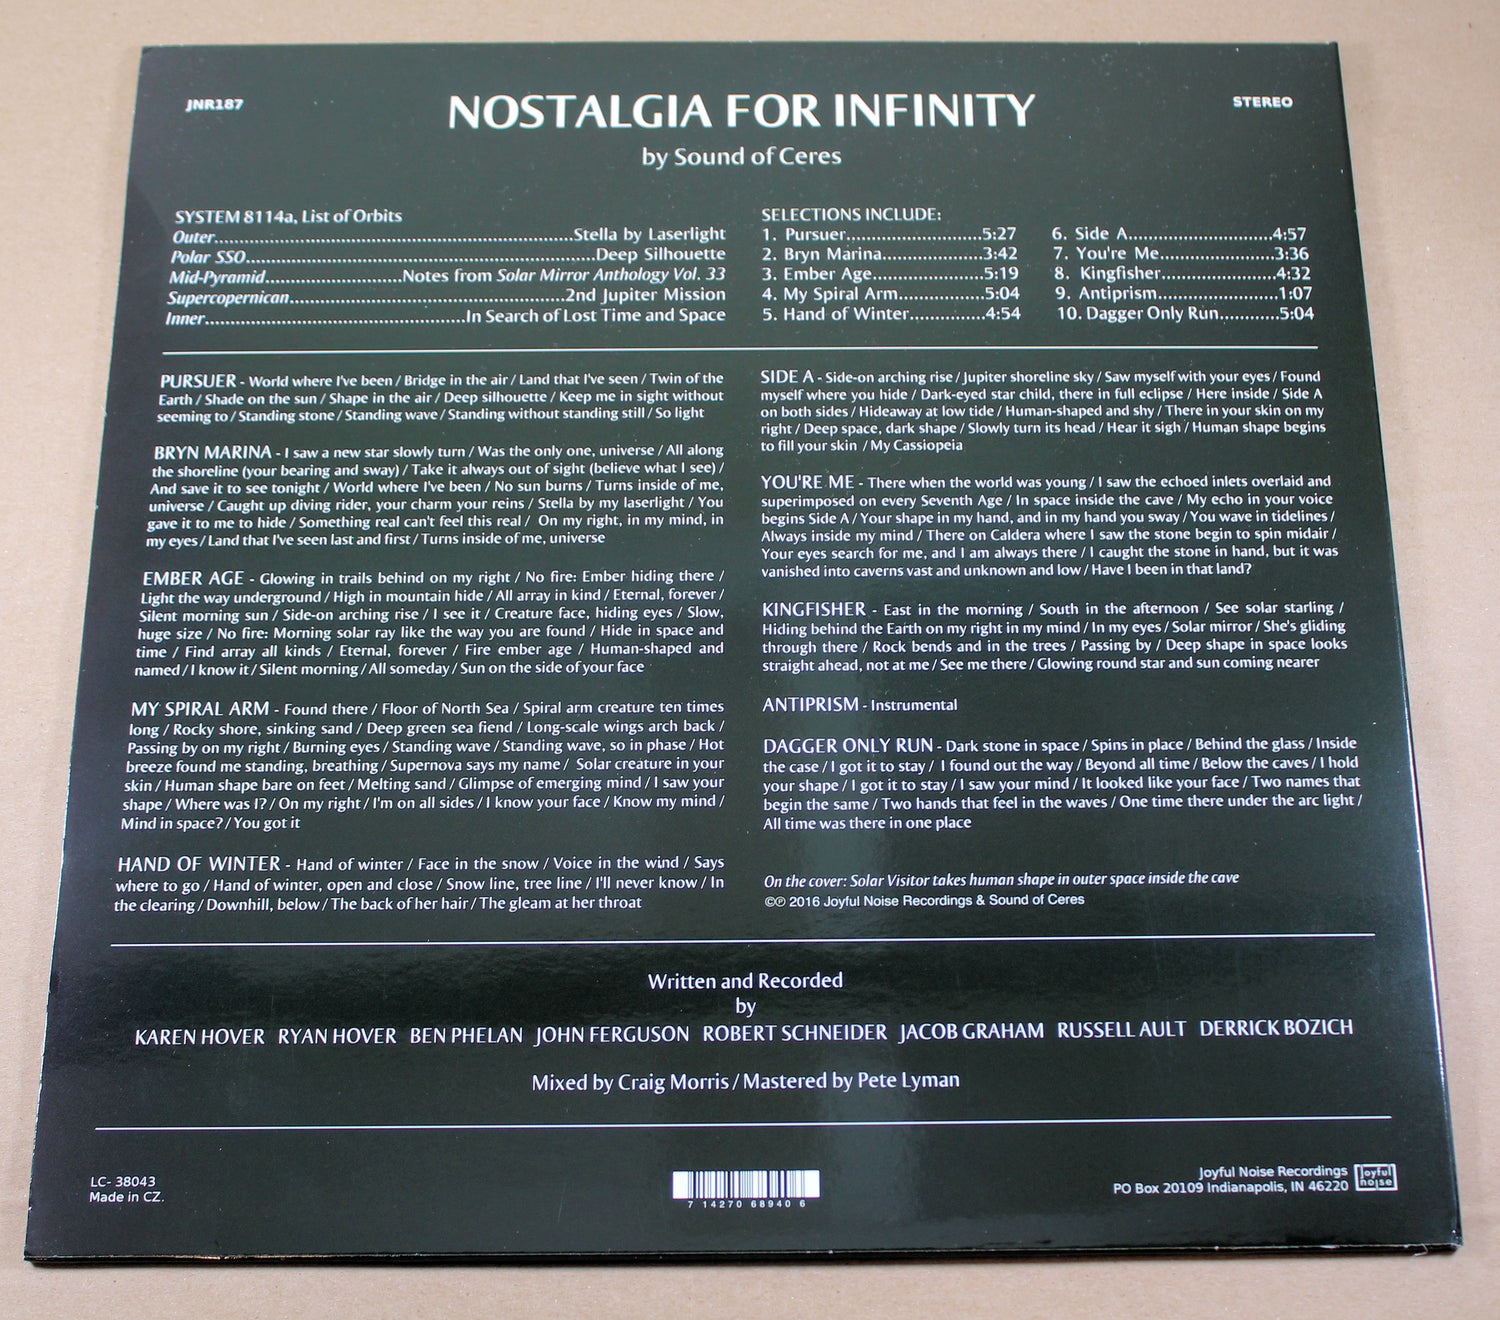 JNR187
NOSTALGIA FOR INFINITY
STEREO
by Sound of Ceres
SYSTEM 8114a, List of Orbits
Outer.....Stella by Laserlight
Polar SSO.....Deep Silhouette
Mid-Pyramid.....Notes from Solar Mirror Anthology Vol. 33
Supercopernican.....2nd Jupiter Mission
Inner.....In Search of Lost Time and Space
SELECTIONS INCLUDE:
1. Pursuer.....5:27
2. Bryn Marina.....3:42
3. Ember Age.....5:19
4. My Spiral Arm.....5:04
5. Hand of Winter.....4:54
6. Side A.....4:57
7. You're Me.....3:36
8. Kingfisher.....4:32
9. Antiprism.....1:07
10. Dagger Only Run.....5:04
PURSUER - World where I've been / Bridge in the air / Land that I've seen / Twin of the
Earth / Shade on the sun / Shape in the air / Deep silhouette / Keep me in sight without
seeming to / Standing stone / Standing wave / Standing without standing still / So light
BRYN MARINA - I saw a new star slowly turn / Was the only one, universe / All along
the shoreline (your bearing and sway) / Take it always out of sight (believe what I see) /
And save it to see tonight / World where I've been / No sun burns / Turns inside of me,
universe / Caught up diving rider, your charm your reins / Stella by my laserlight / You
gave it to me to hide / Something real can't feel this real / On my right, in my mind, in
my eyes / Land that I've seen last and first / Turns inside of me, universe
EMBER AGE - Glowing in trails behind on my right / No fire: Ember hiding there /
Light the way underground / High in mountain hide / All array in kind / Eternal, forever /
Silent morning sun / Side-on arching rise / I see it / Creature face, hiding eyes / Slow,
huge size / No fire: Morning solar ray like the way you are found / Hide in space and
time / Find array all kinds / Eternal, forever / Fire ember age / Human-shaped and
named / I know it / Silent morning / All someday / Sun on the side of your face
MY SPIRAL ARM - Found there / Floor of North Sea / Spiral arm creature ten times
long / Rocky shore, sinking sand / Deep green sea fiend / Long-scale wings arch back /
Passing by on my right / Burning eyes / Standing wave / Standing wave, so in phase / Hot
breeze found me standing, breathing / Supernova says my name / Solar creature in your
skin / Human shape bare on feet / Melting sand / Glimpse of emerging mind / I saw your
shape / Where was I? / On my right / I'm on all sides / I know your face / Know my mind /
Mind in space? / You got it
HAND OF WINTER - Hand of winter / Face in the snow / Voice in the wind / Says
where to go / Hand of winter, open and close / Snow line, tree line / I'll never know / In
the clearing / Downhill, below / The back of her hair / The gleam at her throat
SIDE A - Side-on arching rise / Jupiter shoreline sky / Saw myself with your eyes / Found
myself where you hide / Dark-eyed star child, there in full eclipse / Here inside / Side A
on both sides / Hideaway at low tide / Human-shaped and shy / There in your skin on my
right / Deep space, dark shape / Slowly turn its head / Hear it sigh / Human shape begins
to fill your skin / My Cassiopeia
YOU'RE ME - There when the world was young / I saw the echoed inlets overlaid and
superimposed on every Seventh Age / In space inside the cave / My echo in your voice
begins Side A / Your shape in my hand, and in my hand you sway / You wave in tidelines /
Always inside my mind / There on Caldera where I saw the stone begin to spin midair /
Your eyes search for me, and I am always there / I caught the stone in hand, but it was
vanished into caverns vast and unknown and low / Have I been in that land?
KINGFISHER - East in the morning / South in the afternoon / See solar starling /
Hiding behind the Earth on my right in my mind / In my eyes / Solar mirror / She's gliding
through there / Rock bends and in the trees / Passing by / Deep shape in space looks
straight ahead, not at me / See me there / Glowing round star and sun coming nearer
ANTIPRISM - Instrumental
DAGGER ONLY RUN - Dark stone in space / Spins in place / Behind the glass / Inside
the case / I got it to stay / I found out the way / Beyond all time / Below the caves / I hold
your shape / I got it to stay / I saw your mind / It looked like your face / Two names that
begin the same / Two hands that feel in the waves / One time there under the arc light /
All time was there in one place
On the cover: Solar Visitor takes human shape in outer space inside the cave
©℗ 2016 Joyful Noise Recordings & Sound of Ceres
Written and Recorded
by
KAREN HOVER RYAN HOVER BEN PHELAN JOHN FERGUSON ROBERT SCHNEIDER JACOB GRAHAM RUSSELL AULT DERRICK BOZICH
Mixed by Craig Morris / Mastered by Pete Lyman
LC- 38043
Made in CZ.
7 14270 68940 6
Joyful Noise Recordings
PO Box 20109 Indianapolis, IN 46220
joyful
noise